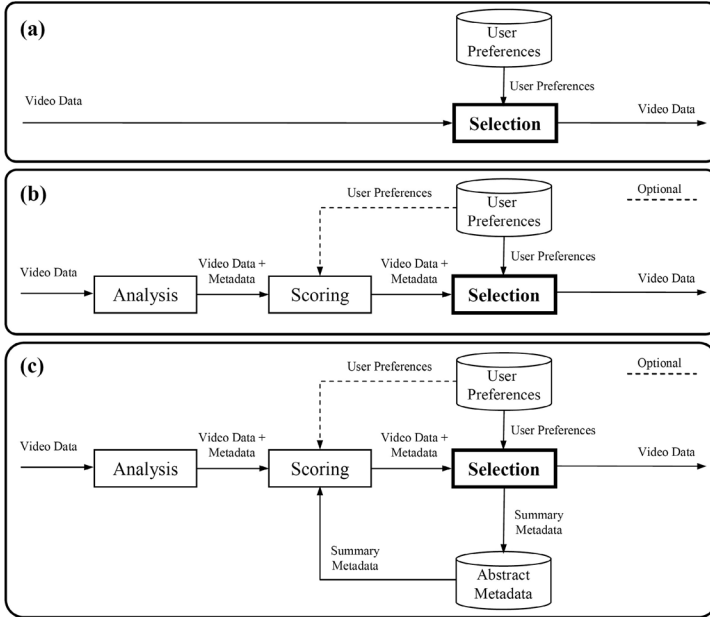 (a)
User
Preferences
User Preferences
Video Data
Selection
Video Data
(b)
User Preferences
User
Preferences
Optional
User Preferences
Video Data
Analysis
Video Data +
Metadata
Scoring
Video Data +
Metadata
Selection
Video Data
(c)
User Preferences
User
Preferences
Optional
User Preferences
Video Data
Analysis
Video Data +
Metadata
Scoring
Video Data +
Metadata
Selection
Video Data
Summary
Metadata
Summary
Metadata
Abstract
Metadata